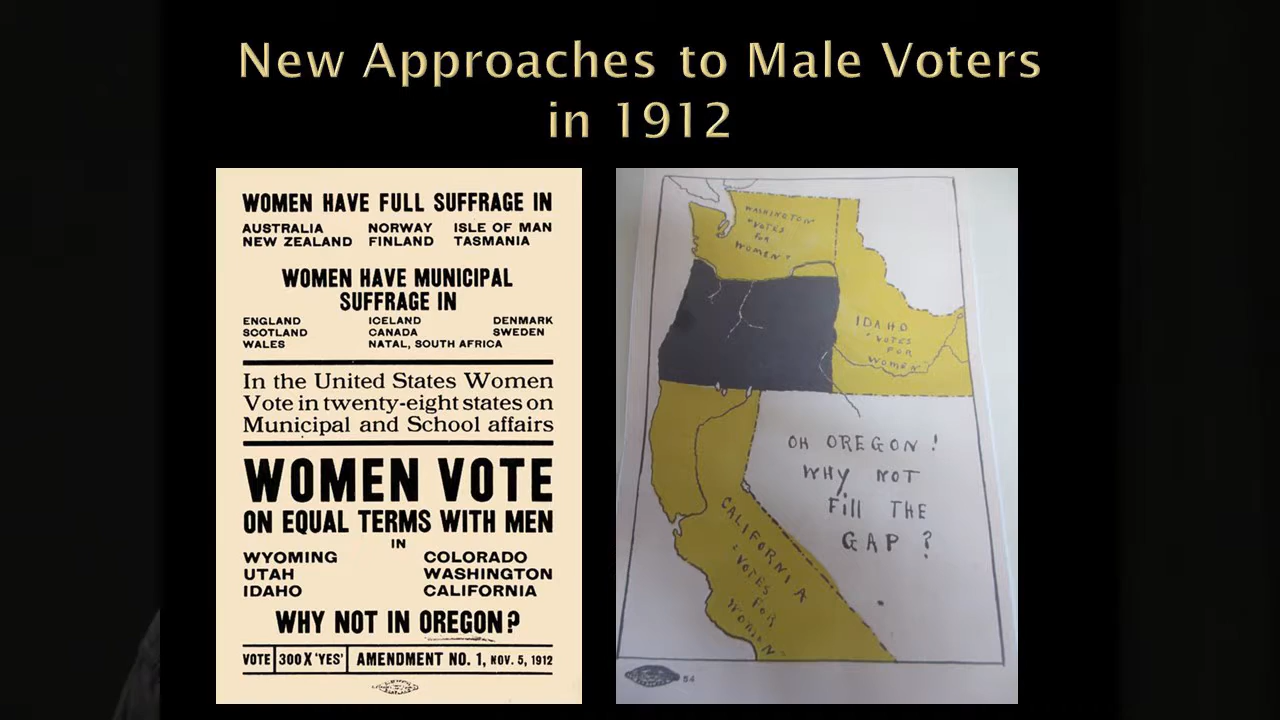 New Approaches to Male Voters
in 1912
WOMEN HAVE FULL SUFFRAGE IN
AUSTRALIA NORWAY ISLE OF MAN
NEW ZEALAND FINLAND TASMANIA
WOMEN HAVE MUNICIPAL
SUFFRAGE IN
ENGLAND ICELAND DENMARK
SCOTLAND CANADA SWEDEN
WALES NATAL, SOUTH AFRICA
In the United States Women
Vote in twenty-eight states on
Municipal and School affairs
WOMEN VOTE
ON EQUAL TERMS WITH MEN
IN
WYOMING COLORADO
UTAH WASHINGTON
IDAHO CALIFORNIA
WHY NOT IN OREGON?
VOTE 300 X 'YES' AMENDMENT NO. 1, NOV. 5, 1912
WASHINGTON
"VOTES
FOR
WOMEN"
IDAHO
"VOTES
FOR
WOMEN"
OH OREGON!
WHY NOT
Fill THE
GAP?
CALIFORNIA
"VOTES
FOR
WOMEN"